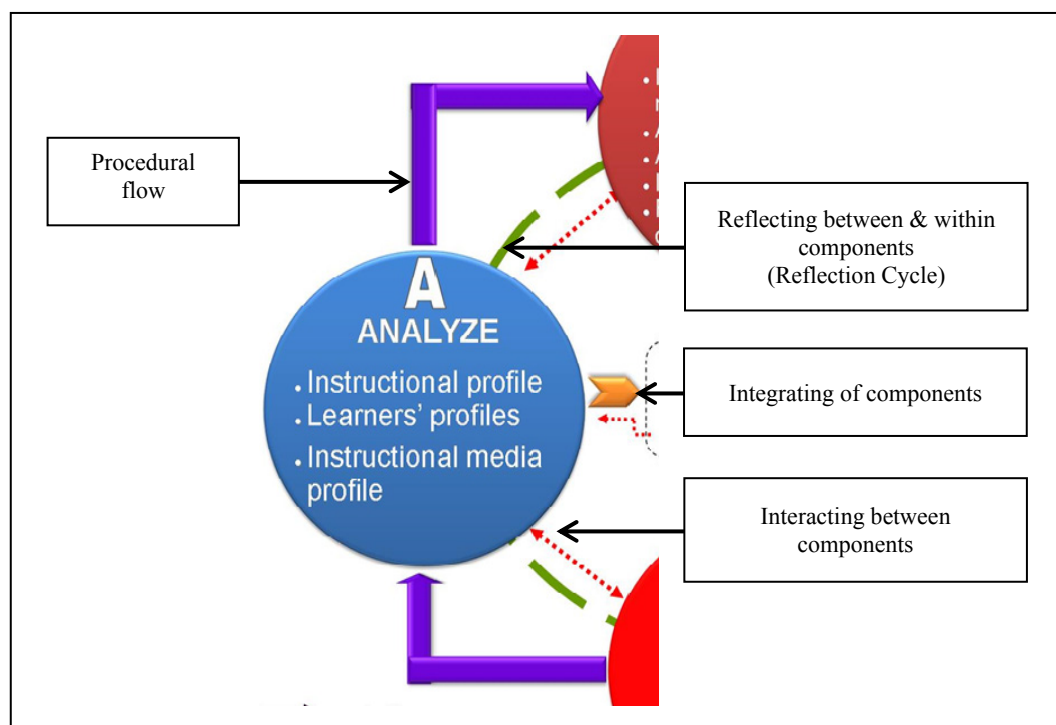 Procedural
flow
Reflecting between & within
components
(Reflection Cycle)
A
ANALYZE
• Instructional profile
• Learners' profiles
• Instructional media
profile
Integrating of components
Interacting between
components